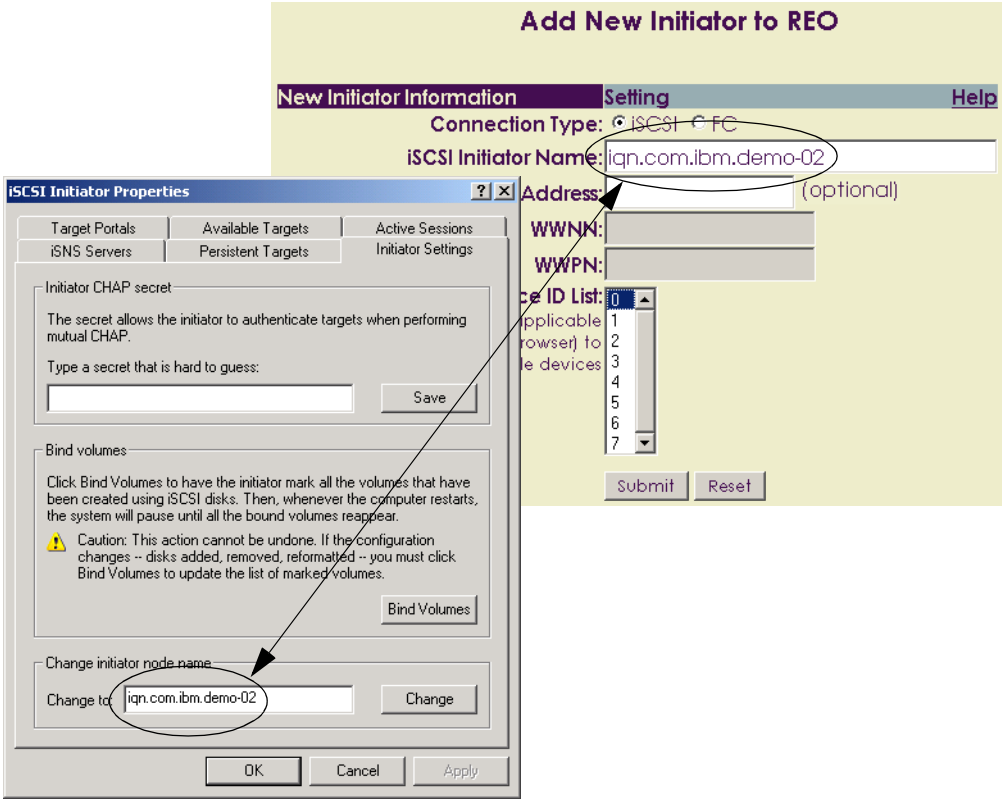 Add New Initiator to REO
New Initiator Information Setting Help
Connection Type: iSCSI FC
iSCSI Initiator Name: iqn.com.ibm.demo-02
Address: (optional)
WWNN:
WWPN:
ce ID List: 0
applicable 1
rowser) to 2
le devices 3
4
5
6
7
Submit Reset
iSCSI Initiator Properties
Target Portals Available Targets Active Sessions
iSNS Servers Persistent Targets Initiator Settings
Initiator CHAP secret
The secret allows the initiator to authenticate targets when performing
mutual CHAP.
Type a secret that is hard to guess:
Save
Bind volumes
Click Bind Volumes to have the initiator mark all the volumes that have
been created using iSCSI disks. Then, whenever the computer restarts,
the system will pause until all the bound volumes reappear.
Caution: This action cannot be undone. If the configuration
changes -- disks added, removed, reformatted -- you must click
Bind Volumes to update the list of marked volumes.
Bind Volumes
Change initiator node name
Change to: iqn.com.ibm.demo-02 Change
OK Cancel Apply